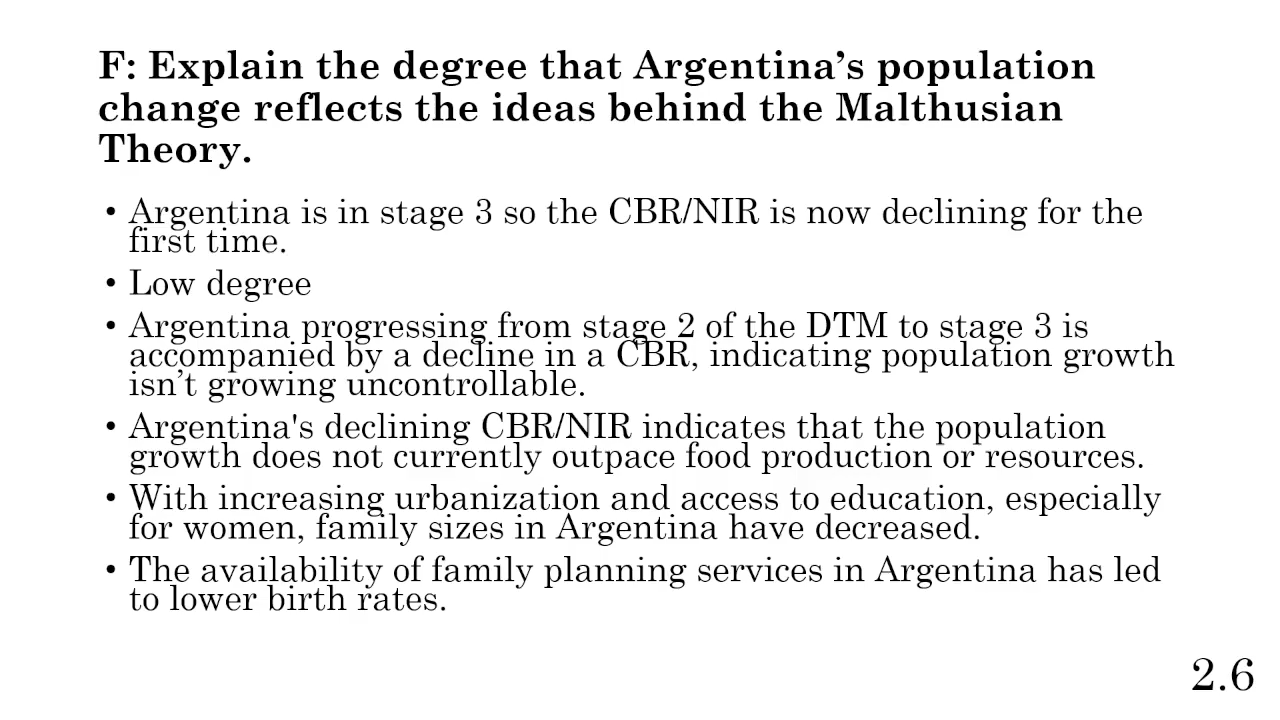 F: Explain the degree that Argentina’s population
change reflects the ideas behind the Malthusian
Theory.
• Argentina is in stage 3 so the CBR/NIR is now declining for the
first time.
• Low degree
• Argentina progressing from stage 2 of the DTM to stage 3 is
accompanied by a decline in a CBR, indicating population growth
isn’t growing uncontrollable.
• Argentina's declining CBR/NIR indicates that the population
growth does not currently outpace food production or resources.
• With increasing urbanization and access to education, especially
for women, family sizes in Argentina have decreased.
• The availability of family planning services in Argentina has led
to lower birth rates.
2.6